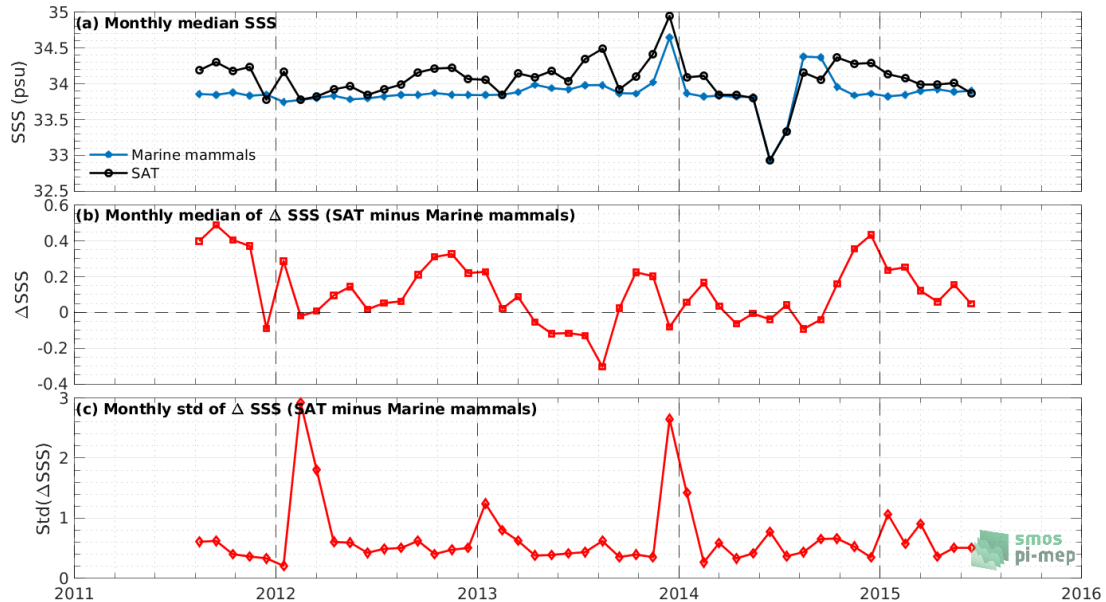 (a) Monthly median SSS
35
34.5
34
33.5
33
32.5
SSS (psu)
Marine mammals
SAT
(b) Monthly median of Δ SSS (SAT minus Marine mammals)
0.6
0.4
0.2
0
-0.2
-0.4
ΔSSS
(c) Monthly std of Δ SSS (SAT minus Marine mammals)
3
2
1
0
Std(ΔSSS)
smos
pi-mep
2011 2012 2013 2014 2015 2016